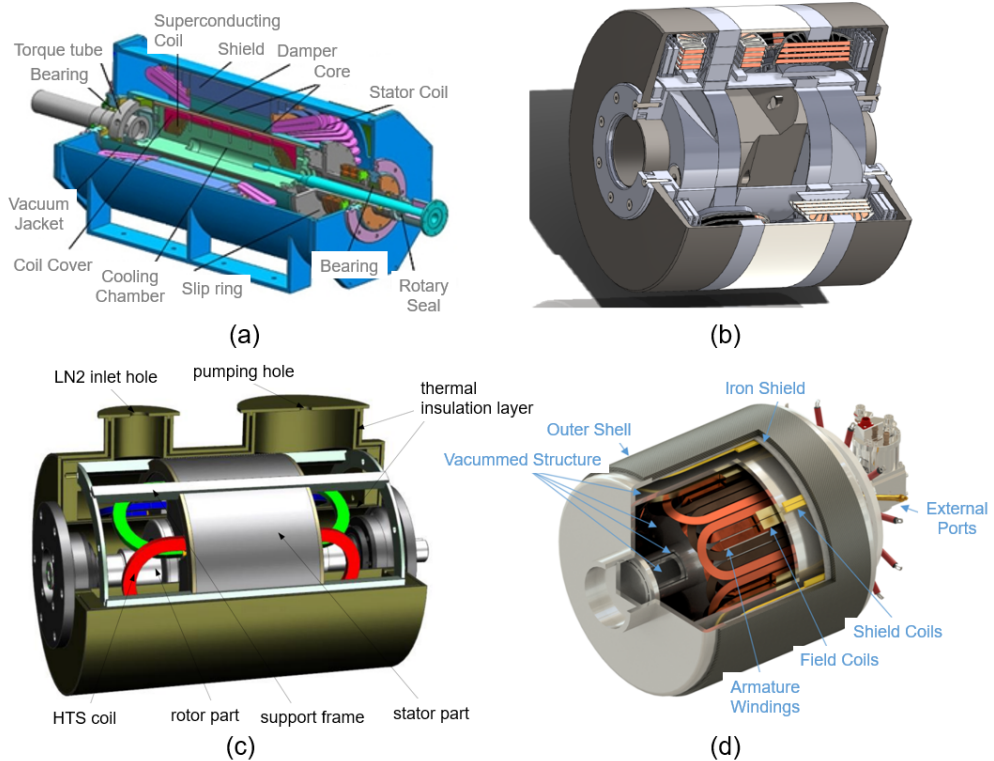 Superconducting
Coil
Torque tube
Bearing
Shield
Damper
Core
Stator Coil
Vacuum
Jacket
Coil Cover
Cooling
Chamber
Slip ring
Bearing
Rotary
Seal
(a)
(b)
LN2 inlet hole
pumping hole
thermal
insulation layer
HTS coil
rotor part
support frame
stator part
(c)
Iron Shield
Outer Shell
Vacummed Structure
External
Ports
Shield Coils
Field Coils
Armature
Windings
(d)